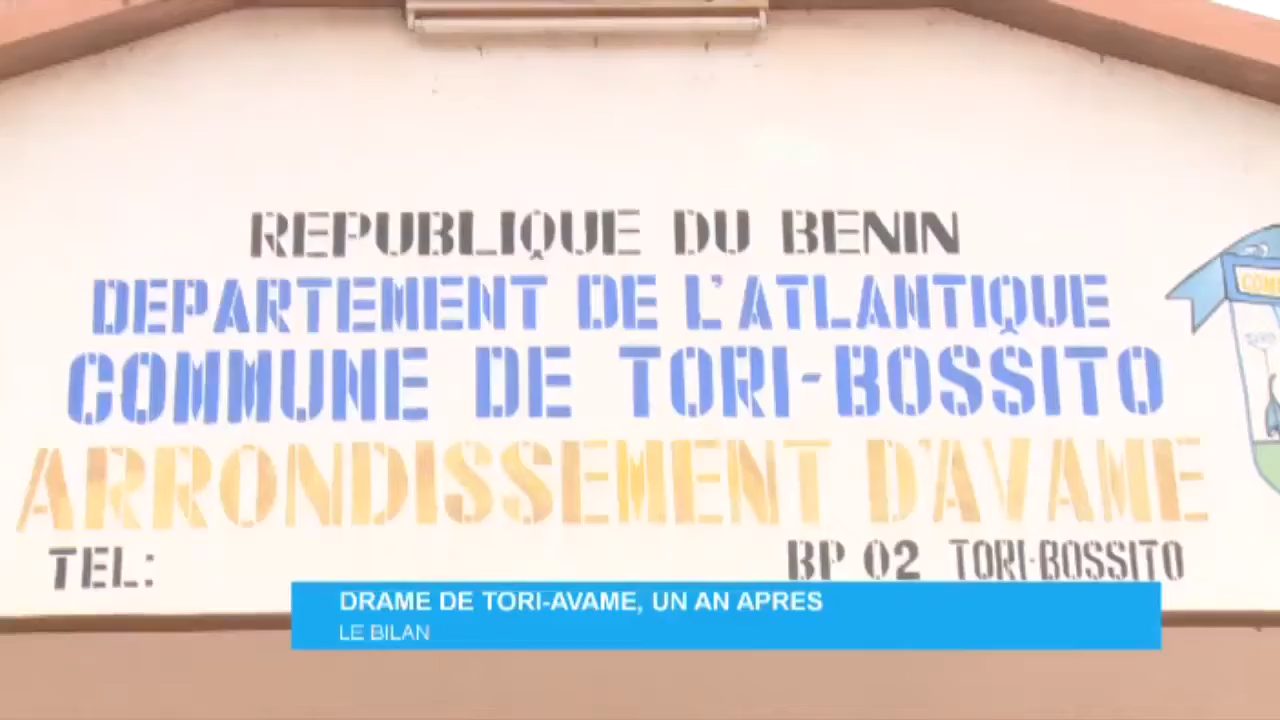 REPUBLIQUE DU BENIN
DEPARTEMENT DE L'ATLANTIQUE
COMMUNE DE TORI-BOSSITO
ARRONDISSEMENT D'AVAME
TEL:
BP 02 TORI-BOSSITO
DRAME DE TORI-AVAME, UN AN APRES
LE BILAN